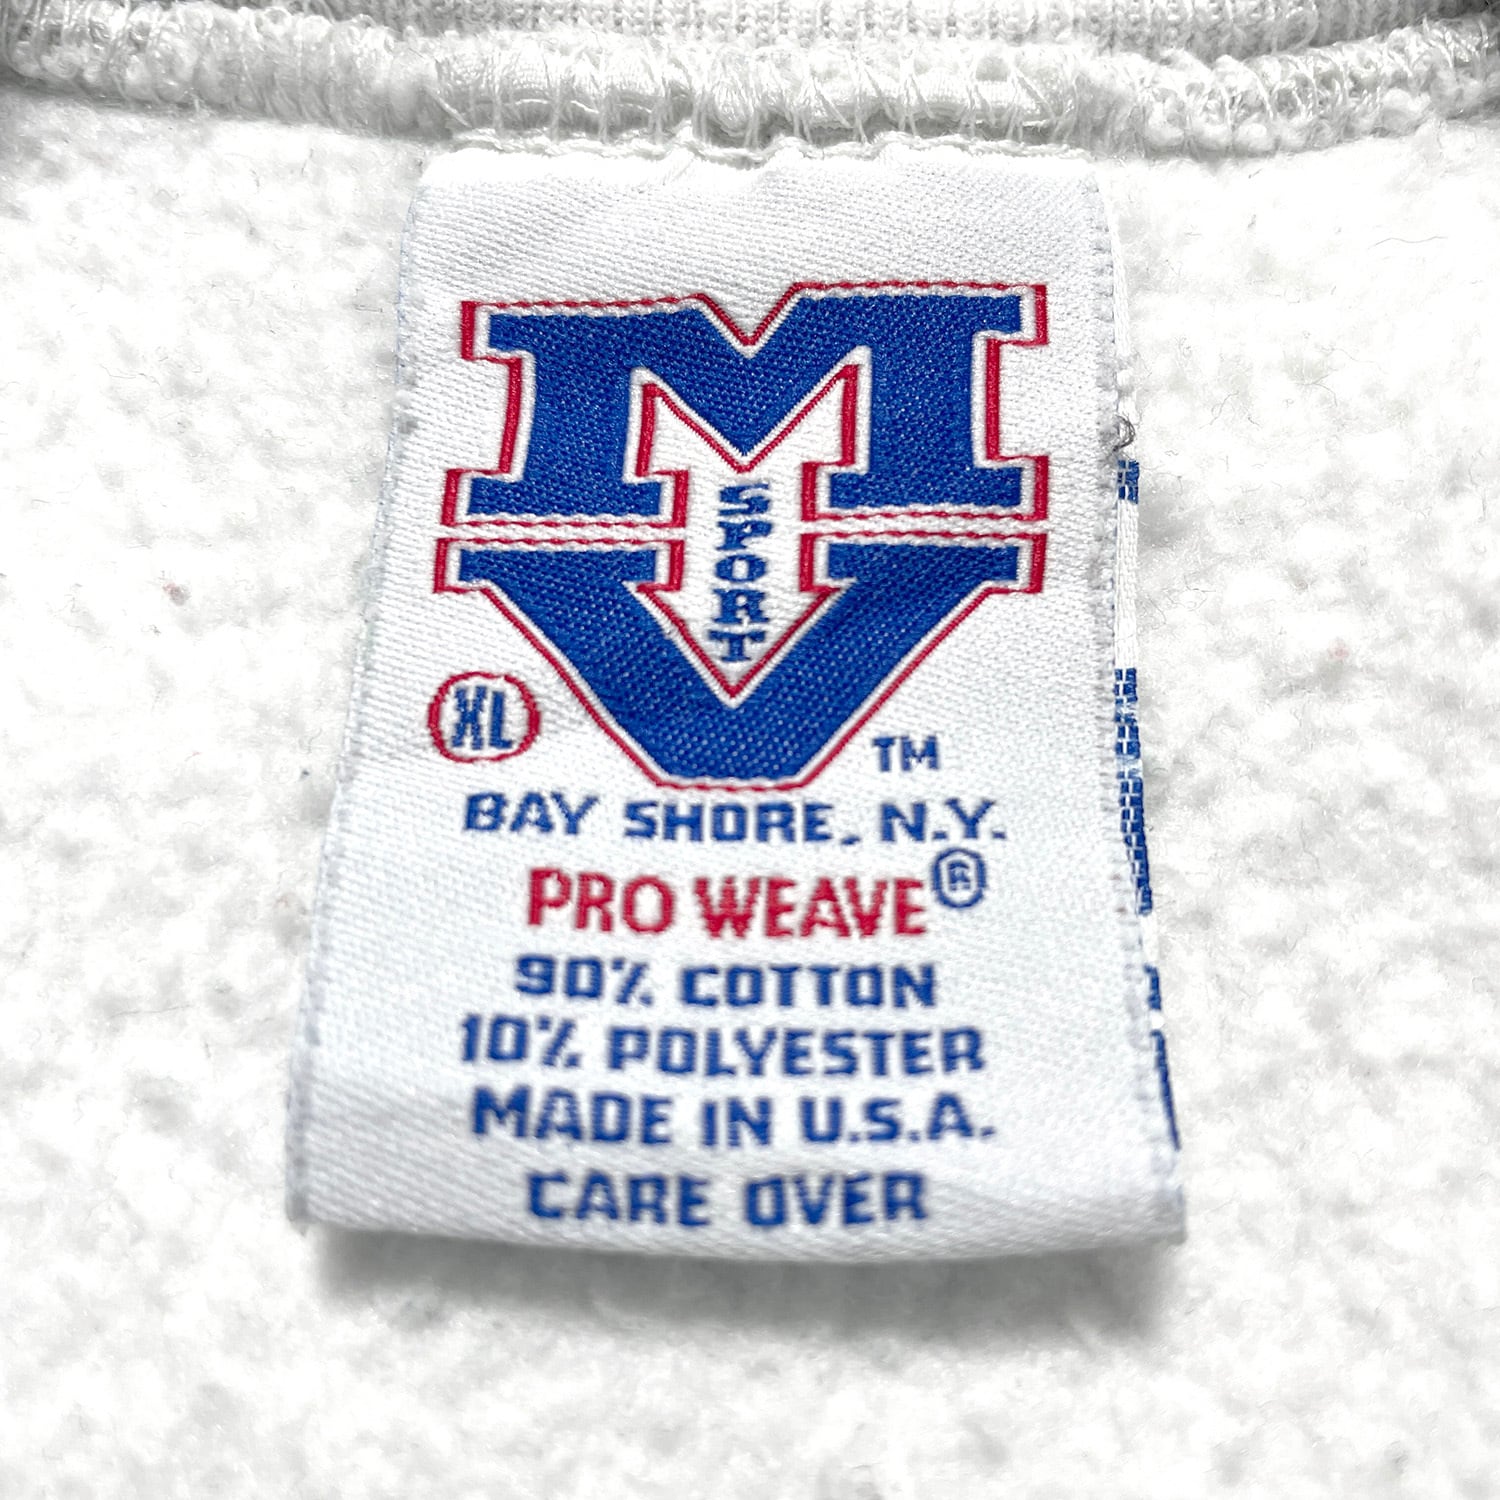 MV
SPORT
XL
TM
BAY SHORE, N.Y.
PRO WEAVE®
90% COTTON
10% POLYESTER
MADE IN U.S.A.
CARE OVER